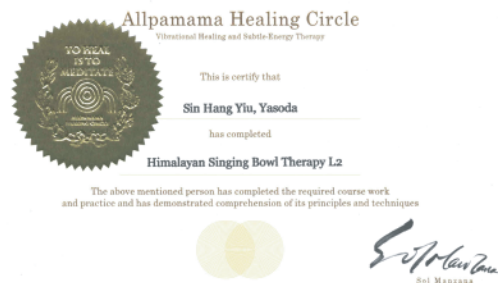 Allpamama Healing Circle
Vibrational Healing and Subtle-Energy Therapy
TO HEAL
IS TO
MEDITATE
This is certify that
Sin Hang Yiu, Yasoda
has completed
Himalayan Singing Bowl Therapy L2
The above mentioned person has completed the required course work
and practice and has demonstrated comprehension of its principles and techniques
Sol Manzana